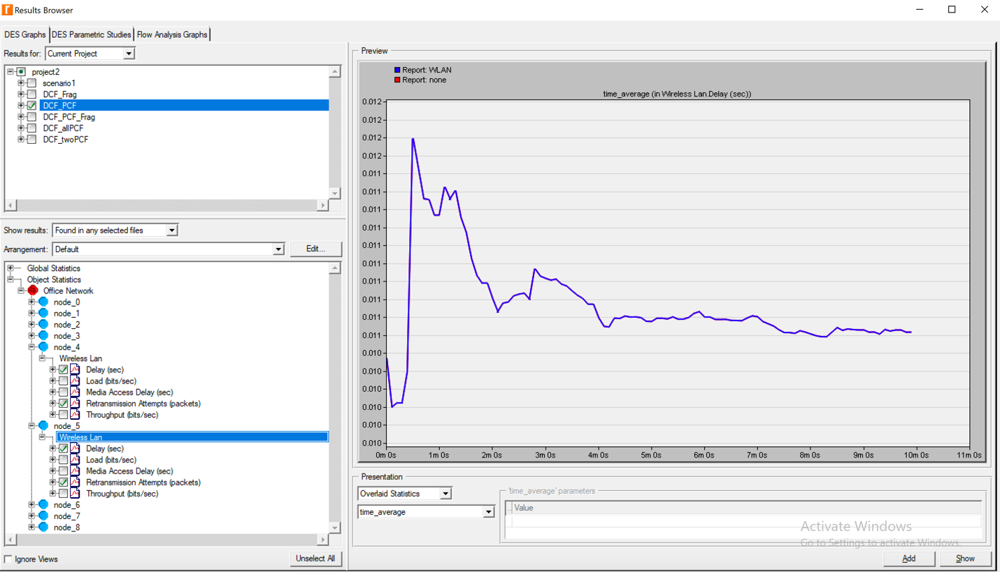 Results Browser
DES Graphs DES Parametric Studies Flow Analysis Graphs
Results for: Current Project
project2
scenario1
DCF_Frag
DCF_PCF
DCF_PCF_Frag
DCF_allPCF
DCF_twoPCF
Show results: Found in any selected files
Arrangement: Default Edit...
Global Statistics
Object Statistics
Office Network
node_0
node_1
node_2
node_3
node_4
Wireless Lan
Delay (sec)
Load (bits/sec)
Media Access Delay (sec)
Retransmission Attempts (packets)
Throughput (bits/sec)
node_5
Wireless Lan
Delay (sec)
Load (bits/sec)
Media Access Delay (sec)
Retransmission Attempts (packets)
Throughput (bits/sec)
node_6
node_7
node_8
Ignore Views Unselect All
Preview
Report: WLAN
Report: none
time_average (in Wireless Lan.Delay (sec))
0.012
0.012
0.012
0.012
0.011
0.011
0.011
0.011
0.011
0.011
0.011
0.011
0.011
0.011
0.010
0.010
0.010
0.010
0.010
0.010
0m 0s 1m 0s 2m 0s 3m 0s 4m 0s 5m 0s 6m 0s 7m 0s 8m 0s 9m 0s 10m 0s 11m 0s
Presentation
Overlaid Statistics
time_average
'time_average' parameters
.. Value
Activate Windows
Go to Settings to activate Windows.
Add Show